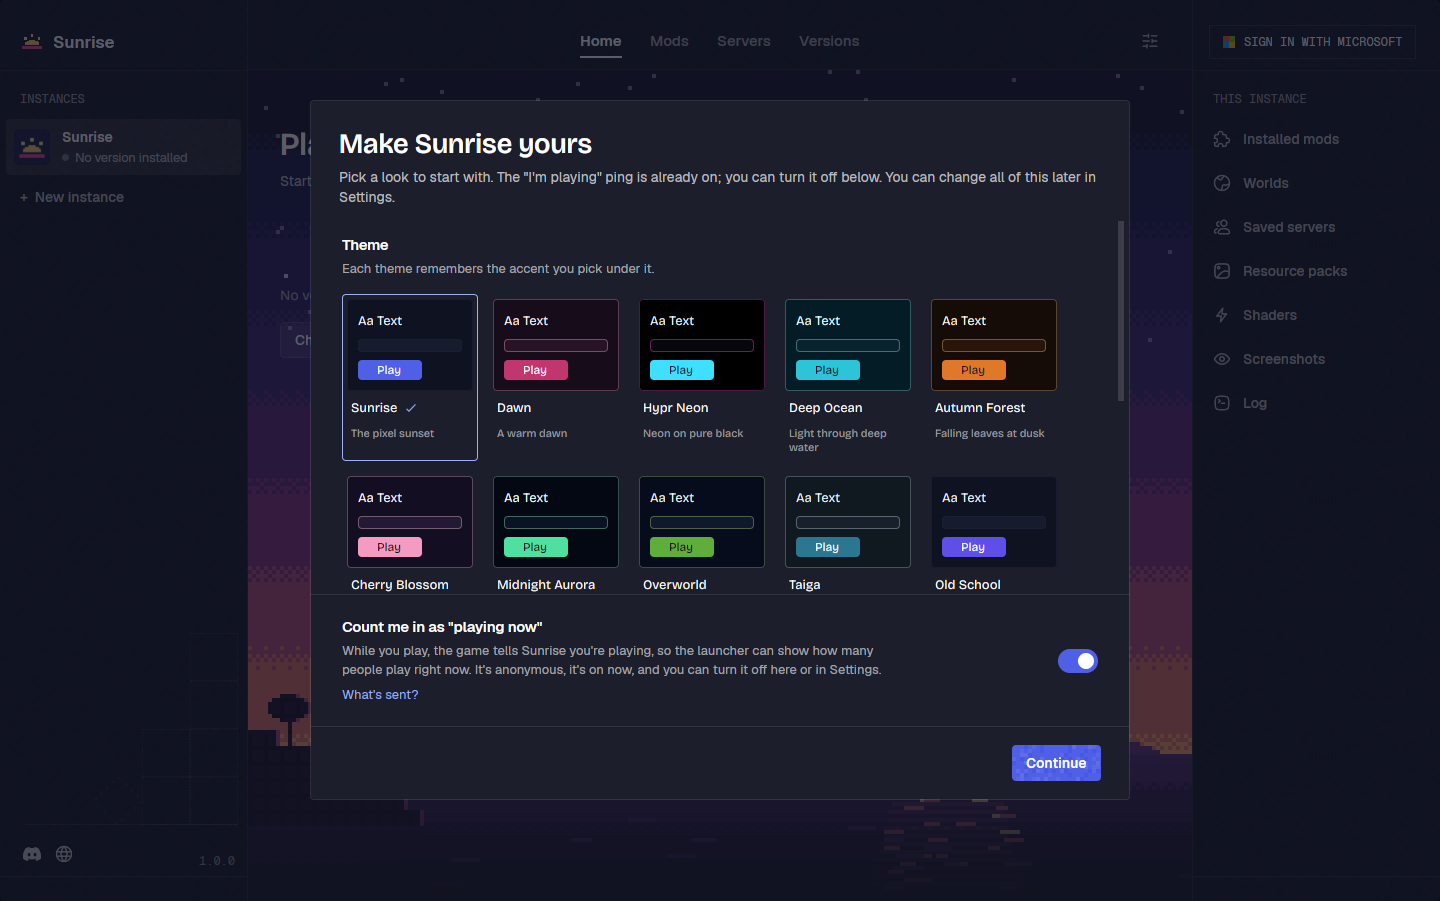 Sunrise
Home
Mods
Servers
Versions
SIGN IN WITH MICROSOFT
INSTANCES
Sunrise
No version installed
+ New instance
THIS INSTANCE
Installed mods
Worlds
Saved servers
Resource packs
Shaders
Screenshots
Log
Make Sunrise yours
Pick a look to start with. The "I'm playing" ping is already on; you can turn it off below. You can change all of this later in
Settings.
Theme
Each theme remembers the accent you pick under it.
Aa Text
Play
Sunrise
The pixel sunset
Aa Text
Play
Dawn
A warm dawn
Aa Text
Play
Hypr Neon
Neon on pure black
Aa Text
Play
Deep Ocean
Light through deep
water
Aa Text
Play
Autumn Forest
Falling leaves at dusk
Aa Text
Play
Cherry Blossom
Aa Text
Play
Midnight Aurora
Aa Text
Play
Overworld
Aa Text
Play
Taiga
Aa Text
Play
Old School
Count me in as "playing now"
While you play, the game tells Sunrise you're playing, so the launcher can show how many
people play right now. It's anonymous, it's on now, and you can turn it off here or in Settings.
What's sent?
Continue
1.0.0